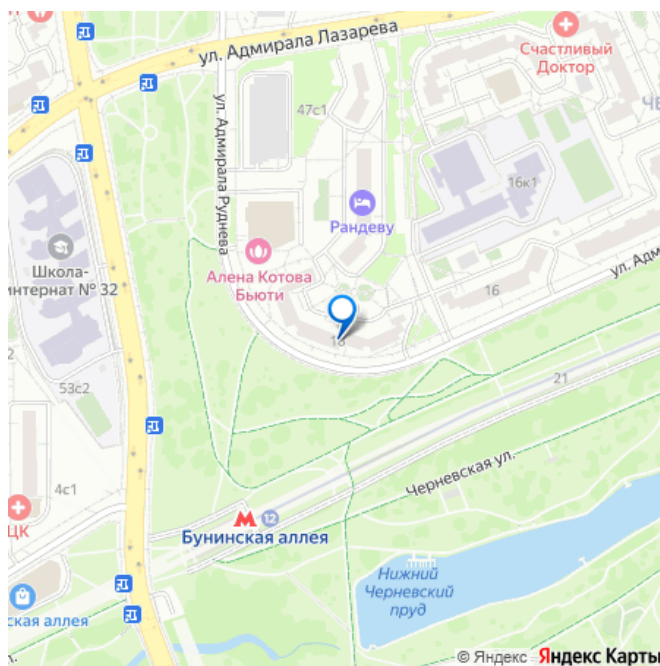 ул. Адмирала Лазарева
Счастливый
Доктор
47с1
ул. Адмирала Руднева
16к1
Рандеву
Школа-
интернат № 32
Алена Котова
Бьюти
ул. Адм
16
18
21
53с2
4с1
Черневская ул.
ЦК
12
Бунинская аллея
Нижний
Черневский
пруд
ская аллея
© Яндекс Яндекс Карты